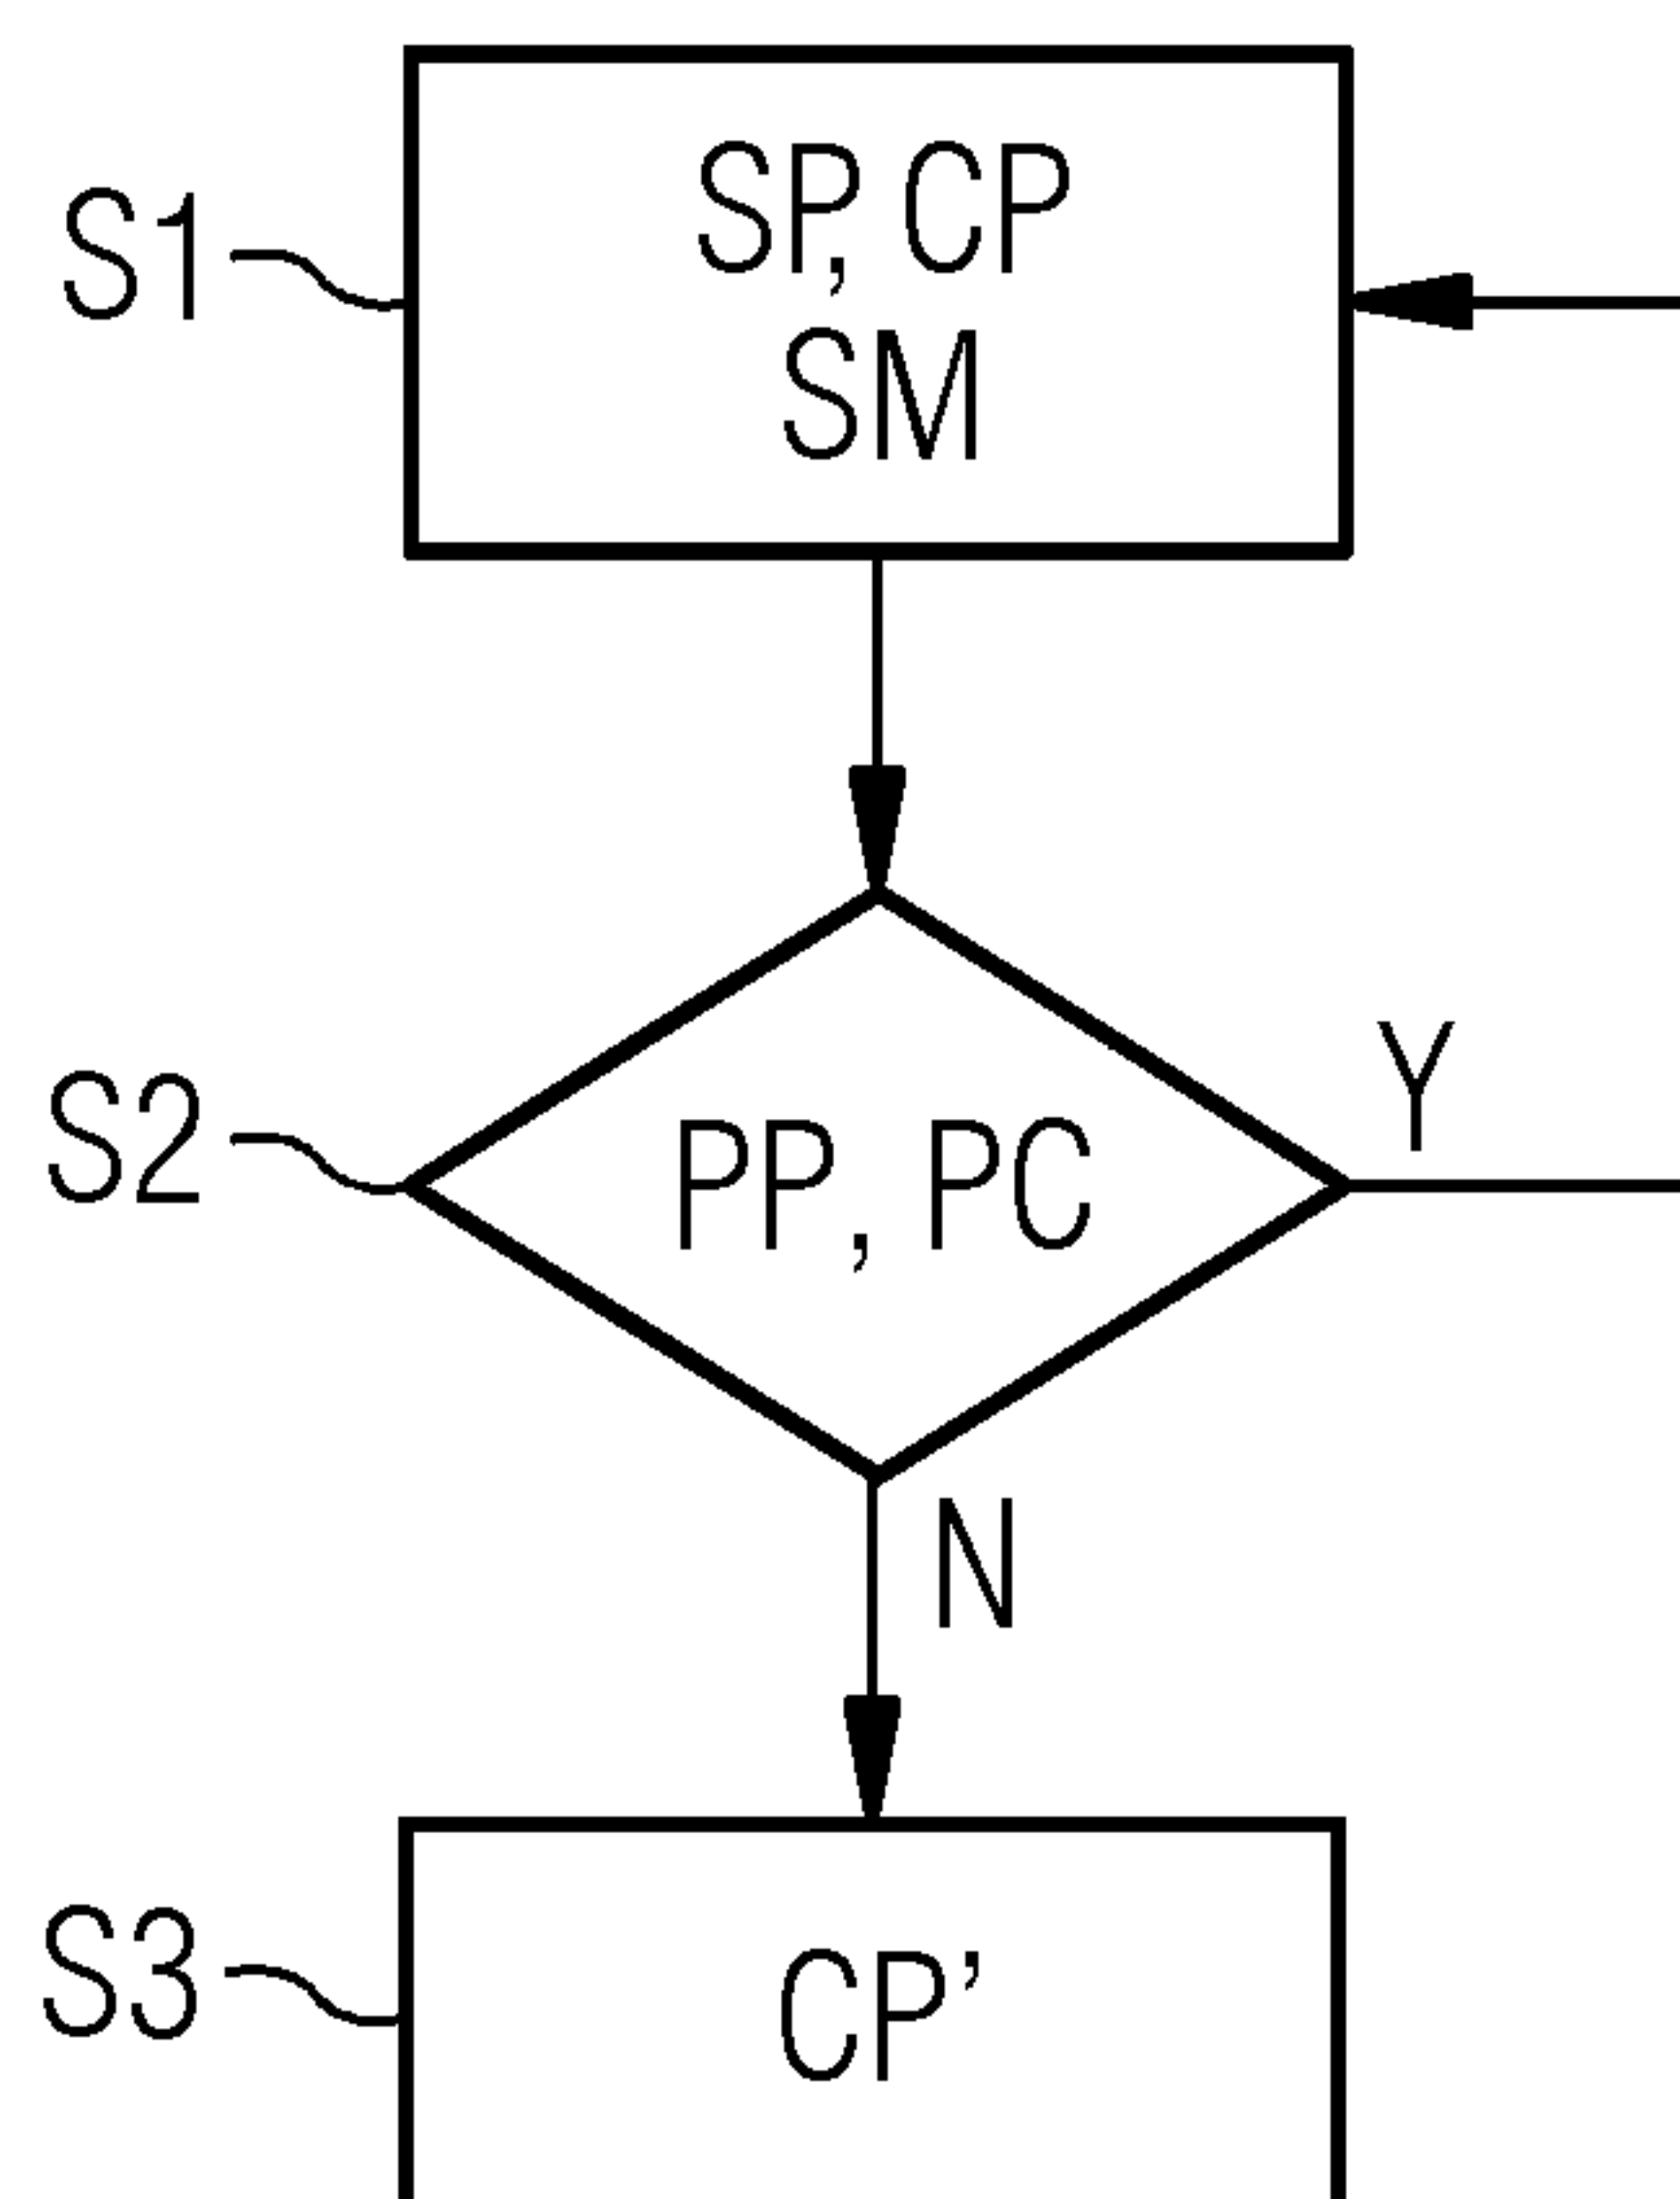 S1
SP, CP
SM
S2
PP, PC
Y
N
S3
CP’